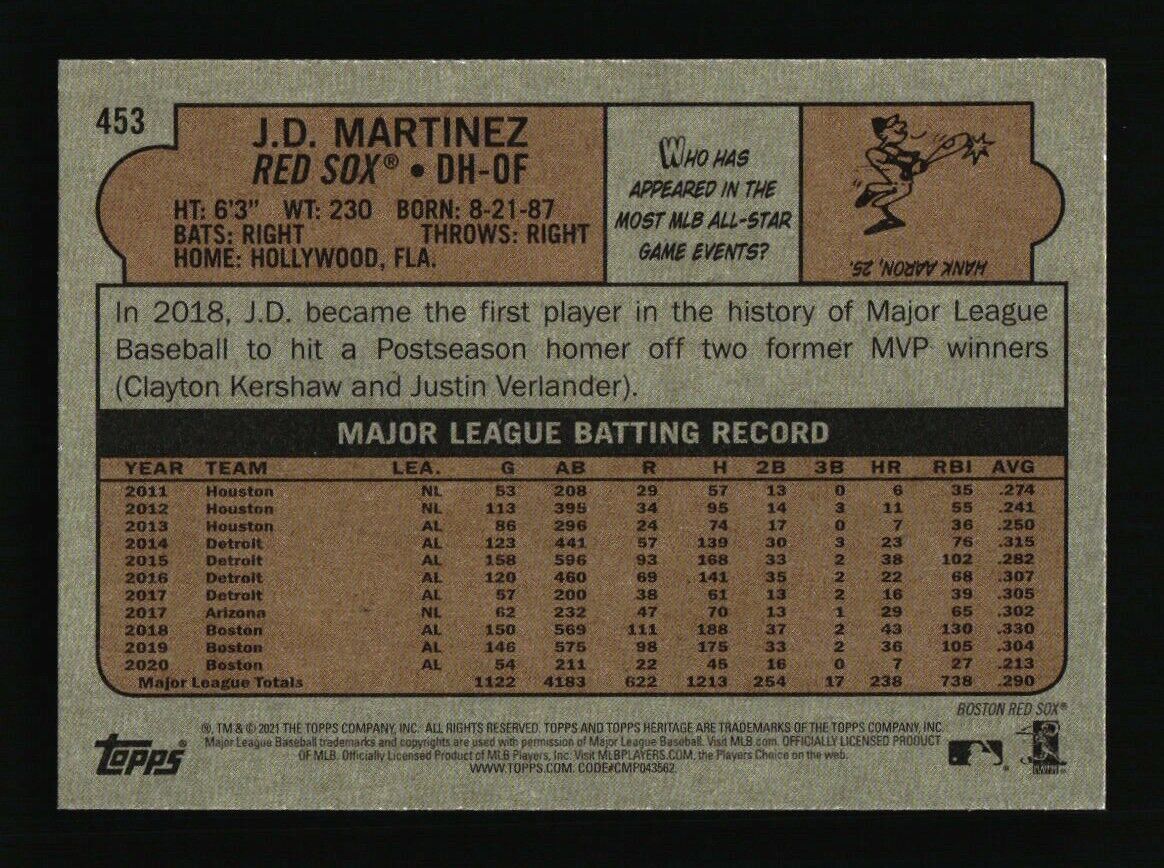 453
J.D. MARTINEZ
RED SOX® • DH-OF
HT: 6'3" WT: 230 BORN: 8-21-87
BATS: RIGHT THROWS: RIGHT
HOME: HOLLYWOOD, FLA.
WHO HAS
APPEARED IN THE
MOST MLB ALL-STAR
GAME EVENTS?
HANK AARON, 25.
In 2018, J.D. became the first player in the history of Major League
Baseball to hit a Postseason homer off two former MVP winners
(Clayton Kershaw and Justin Verlander).
MAJOR LEAGUE BATTING RECORD
YEAR TEAM LEA. G AB R H 2B 3B HR RBI AVG
2011 Houston NL 53 208 29 57 13 0 6 35 .274
2012 Houston NL 113 395 34 95 14 3 11 55 .241
2013 Houston AL 86 296 24 74 17 0 7 36 .250
2014 Detroit AL 123 441 57 139 30 3 23 76 .315
2015 Detroit AL 158 596 93 168 33 2 38 102 .282
2016 Detroit AL 120 460 69 141 35 2 22 68 .307
2017 Detroit AL 57 200 38 61 13 2 16 39 .305
2017 Arizona NL 62 232 47 70 13 1 29 65 .302
2018 Boston AL 150 569 111 188 37 2 43 130 .330
2019 Boston AL 146 575 98 175 33 2 36 105 .304
2020 Boston AL 54 211 22 45 16 0 7 27 .213
Major League Totals 1122 4183 622 1213 254 17 238 738 .290
BOSTON RED SOX®
®, TM & © 2021 THE TOPPS COMPANY, INC. ALL RIGHTS RESERVED. TOPPS AND TOPPS HERITAGE ARE TRADEMARKS OF THE TOPPS COMPANY, INC.
Major League Baseball trademarks and copyrights are used with permission of Major League Baseball. Visit MLB.com. OFFICIALLY LICENSED PRODUCT
OF MLB. Officially Licensed Product of MLB Players, Inc. Visit MLBPLAYERS.COM, the Players Choice on the web.
WWW.TOPPS.COM. CODE#CMP043562
Topps®